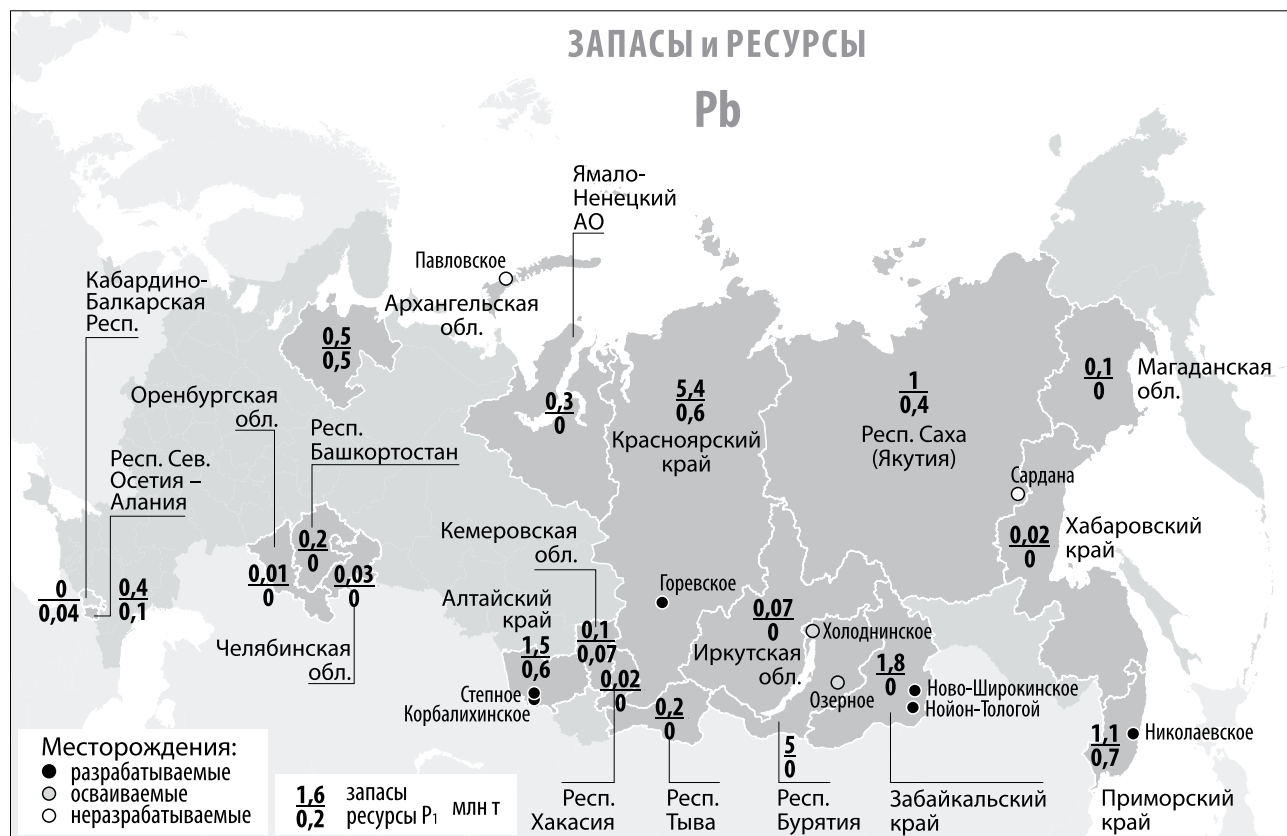 ЗАПАСЫ и РЕСУРСЫ
Pb
Ямало-
Ненецкий
АО
Павловское
Архангельская
обл.
Кабардино-
Балкарская
Респ.
0,5
0,5
Оренбургская
обл.
Респ.
Башкортостан
Респ. Сев.
Осетия –
Алания
0,3
0
5,4
0,6
Красноярский
край
1
0,4
Респ. Саха
(Якутия)
0,1
0
Магаданская
обл.
Сардана
0,02
0
Хабаровский
край
Кемеровская
обл.
0,2
0
0,01
0
0,03
0
0
0,04
0,4
0,1
Челябинская
обл.
Горевское
Алтайский
край
1,5
0,6
0,1
0,07
0,07
0
Иркутская
обл.
Холоднинское
Степное
Корбалихинское
0,02
0
0,2
0
Озерное
1,8
0
Ново-Широкинское
Нойон-Тологой
5
0
1,1
0,7
Николаевское
Респ.
Хакасия
Респ.
Тыва
Респ.
Бурятия
Забайкальский
край
Приморский
край
Месторождения:
разрабатываемые
осваиваемые
неразрабатываемые
1,6 запасы
0,2 ресурсы P₁ млн т